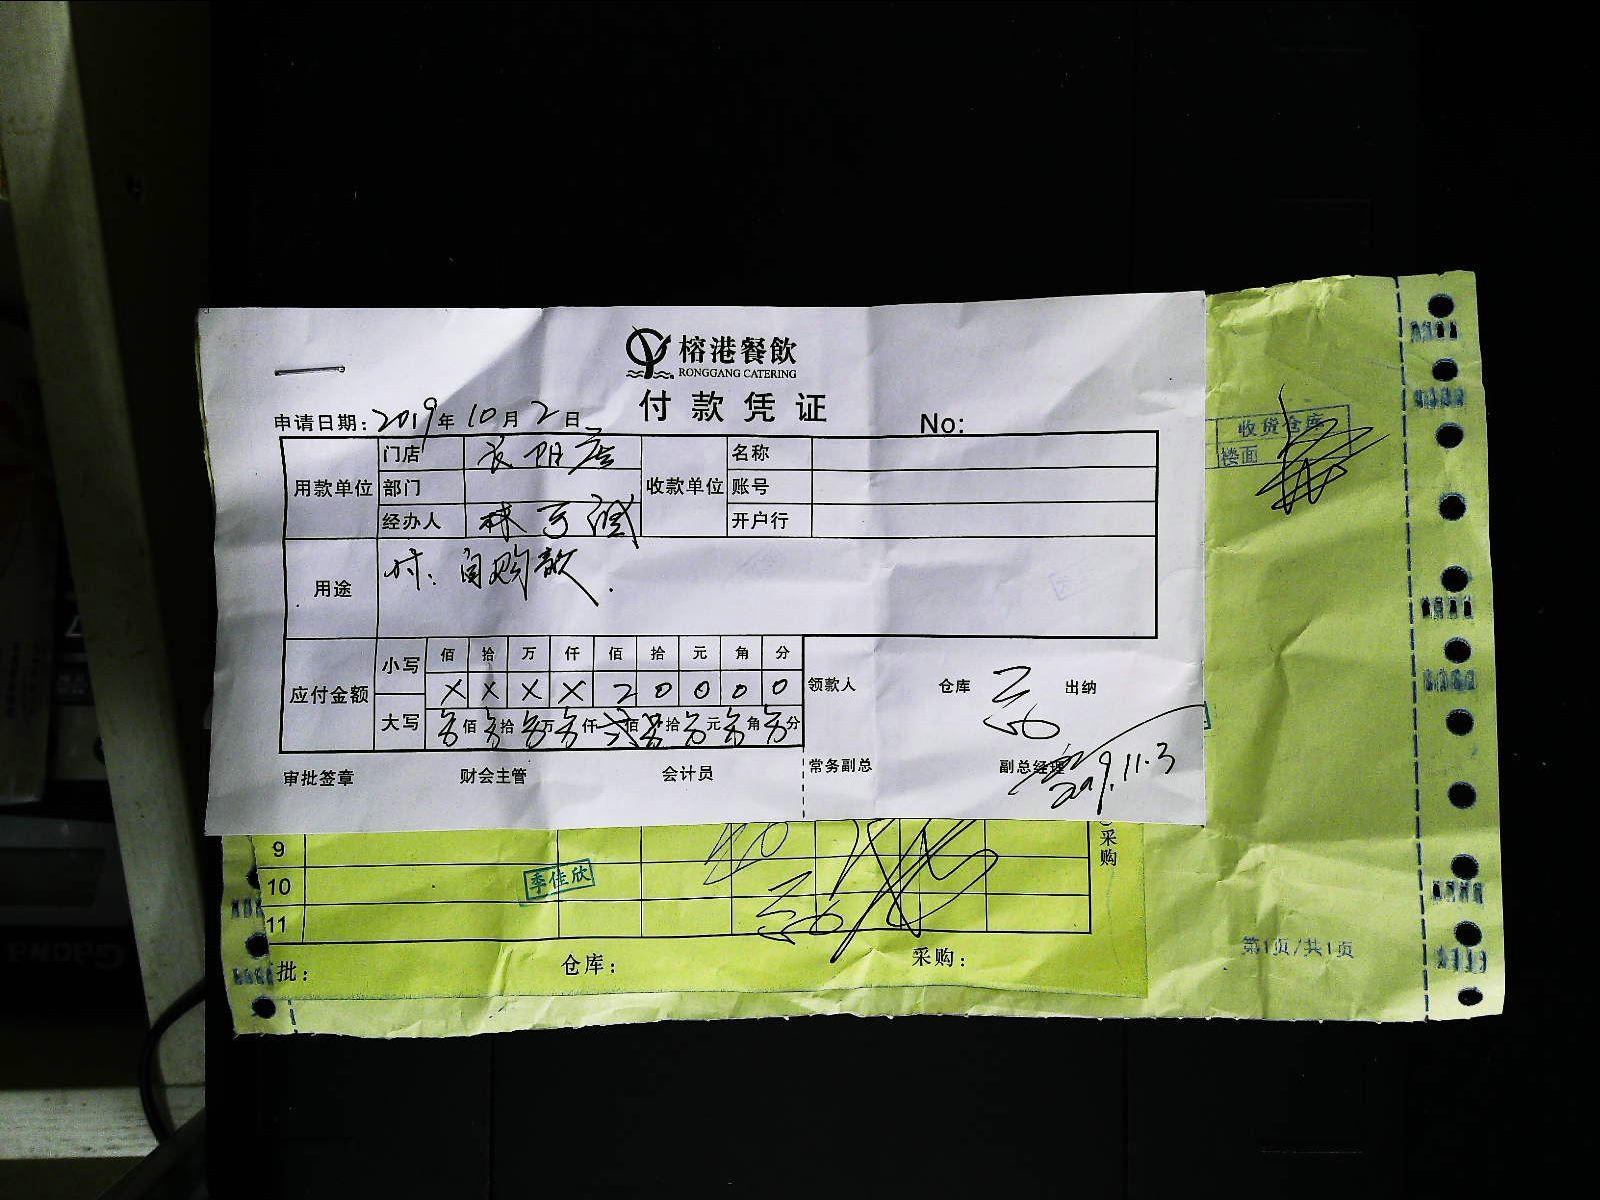 榕港餐飲
RONGGANG CATERING
付款凭证
申请日期: 2019年10月2日
No:
用款单位 门店 店 收款单位 名称
部门 账号
经办人 林 开户行
用途 付: 自购款.
应付金额 小写 佰 拾 万 仟 佰 拾 元 角 分
X X X X 2 0 0 0 0
大写 佰 拾 万 仟 贰佰 拾 元 角 分
领款人 仓库 出纳
审批签章 财会主管 会计员 常务副总 副总经理
2019.11.3
收货仓库
楼面
9
10 季佳欣
11
采购
批: 仓库: 采购:
第1页/共1页
Gaona